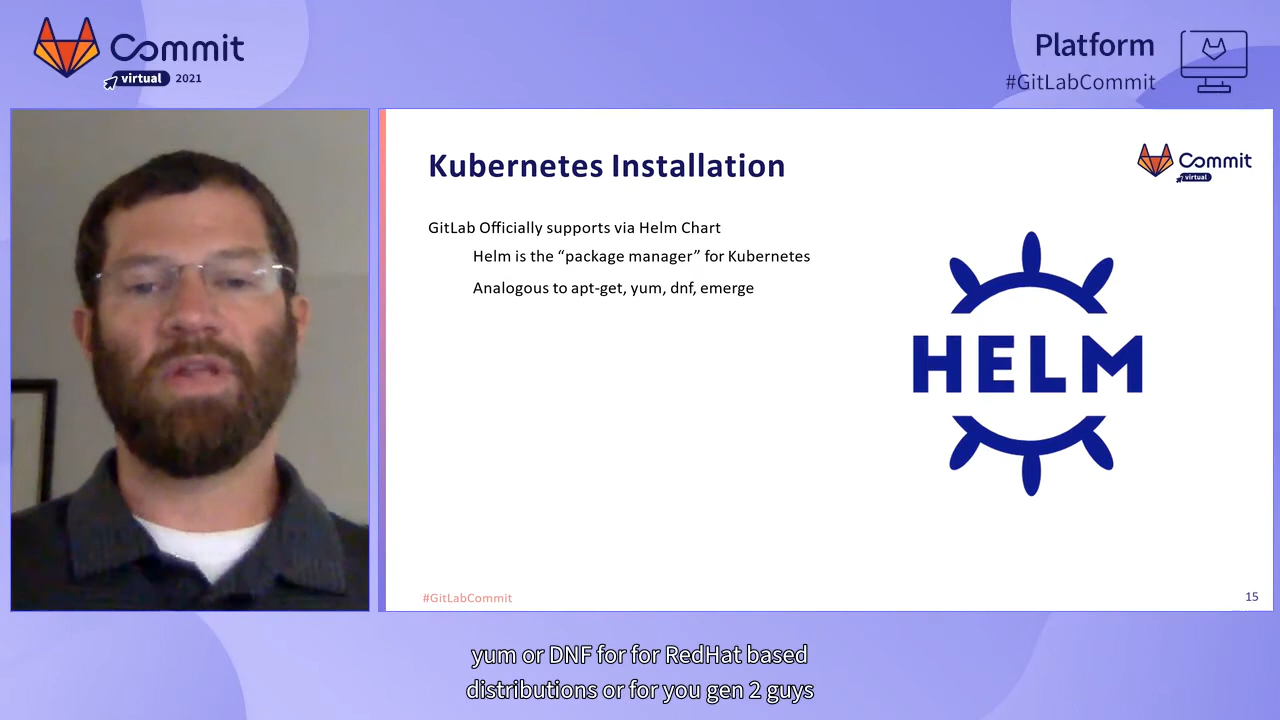 Commit
virtual 2021
Platform
#GitLabCommit
Kubernetes Installation
Commit
virtual
GitLab Officially supports via Helm Chart
Helm is the “package manager” for Kubernetes
Analogous to apt-get, yum, dnf, emerge
HELM
#GitLabCommit
15
yum or DNF for for RedHat based
distributions or for you gen 2 guys